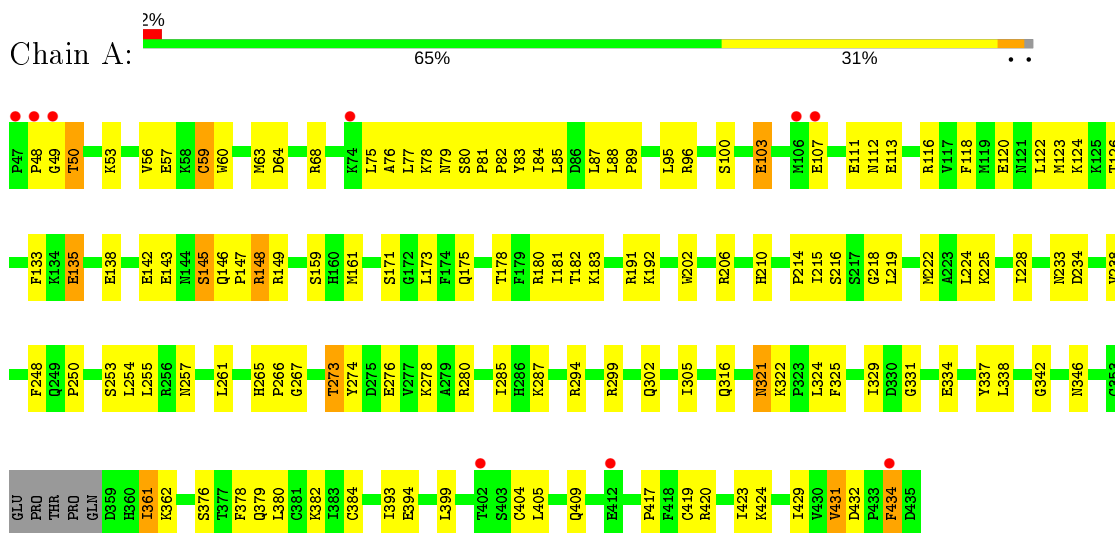 2%
Chain A:
65% 31% • •
P47 P48 G49 T50 K53 V56 E57 K58 C59 W60 M63 D64 R68 K74 L75 A76 L77 K78 N79 S80 P81 P82 Y83 I84 L85 D86 L87 L88 P89 L95 R96 S100 E103 M106 E107 E111 N112 E113 R116 V117 F118 M119 E120 N121 L122 M123 K124 K125 T126
F133 K134 E135 E138 E142 E143 N144 S145 Q146 P147 R148 R149 S159 H160 M161 S171 G172 L173 F174 Q175 T178 F179 R180 I181 T182 K183 R191 K192 W202 R206 H210 P214 I215 S216 S217 G218 L219 M222 A223 L224 K225 I228 N233 D234
F248 Q249 P250 S253 L254 L255 R256 N257 L261 H265 P266 G267 T273 Y274 D275 E276 V277 K278 A279 R280 I285 H286 K287 R294 R299 Q302 I305 Q316 N321 K322 P323 L324 F325 I329 D330 G331 E334 Y337 L338 G342 N346 G353
GLU PRO THR PRO GLN D359 H360 I361 K362 S376 T377 F378 Q379 L380 C381 K382 I383 C384 I393 E394 L399 T402 S403 C404 L405 Q409 E412 P417 F418 C419 R420 I423 K424 I429 V430 V431 D432 P433 F434 D435